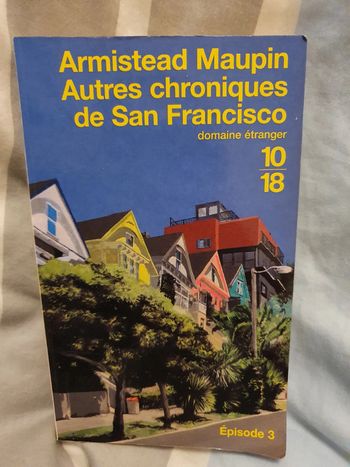 Armistead Maupin
Autres chroniques
de San Francisco
domaine étranger
10
18
Épisode 3